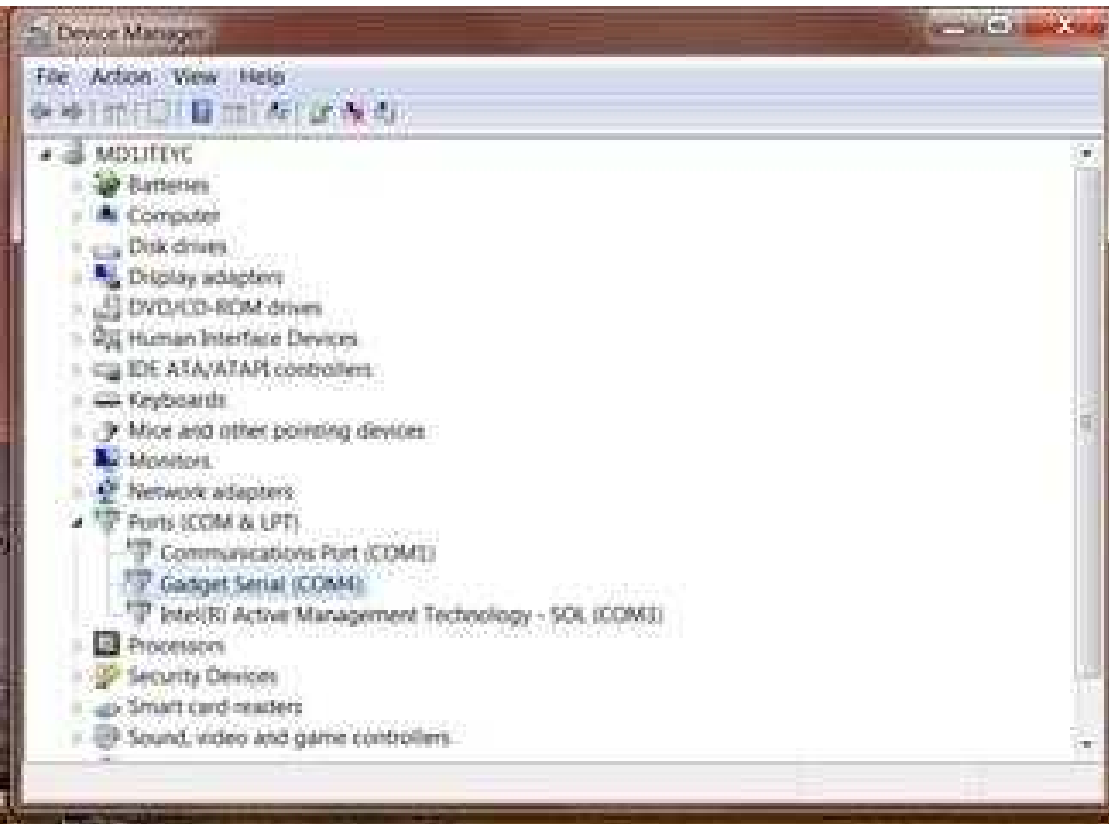 Device Manager
File Action View Help
Batteries
Computer
Disk drives
Display adapters
DVD/CD-ROM drives
Human Interface Devices
IDE ATA/ATAPI controllers
Keyboards
Mice and other pointing devices
Monitors
Network adapters
Ports (COM & LPT)
Communications Port (COM1)
Gadget Serial (COM4)
Intel(R) Active Management Technology - SOL (COM3)
Processors
Security Devices
Smart card readers
Sound, video and game controllers